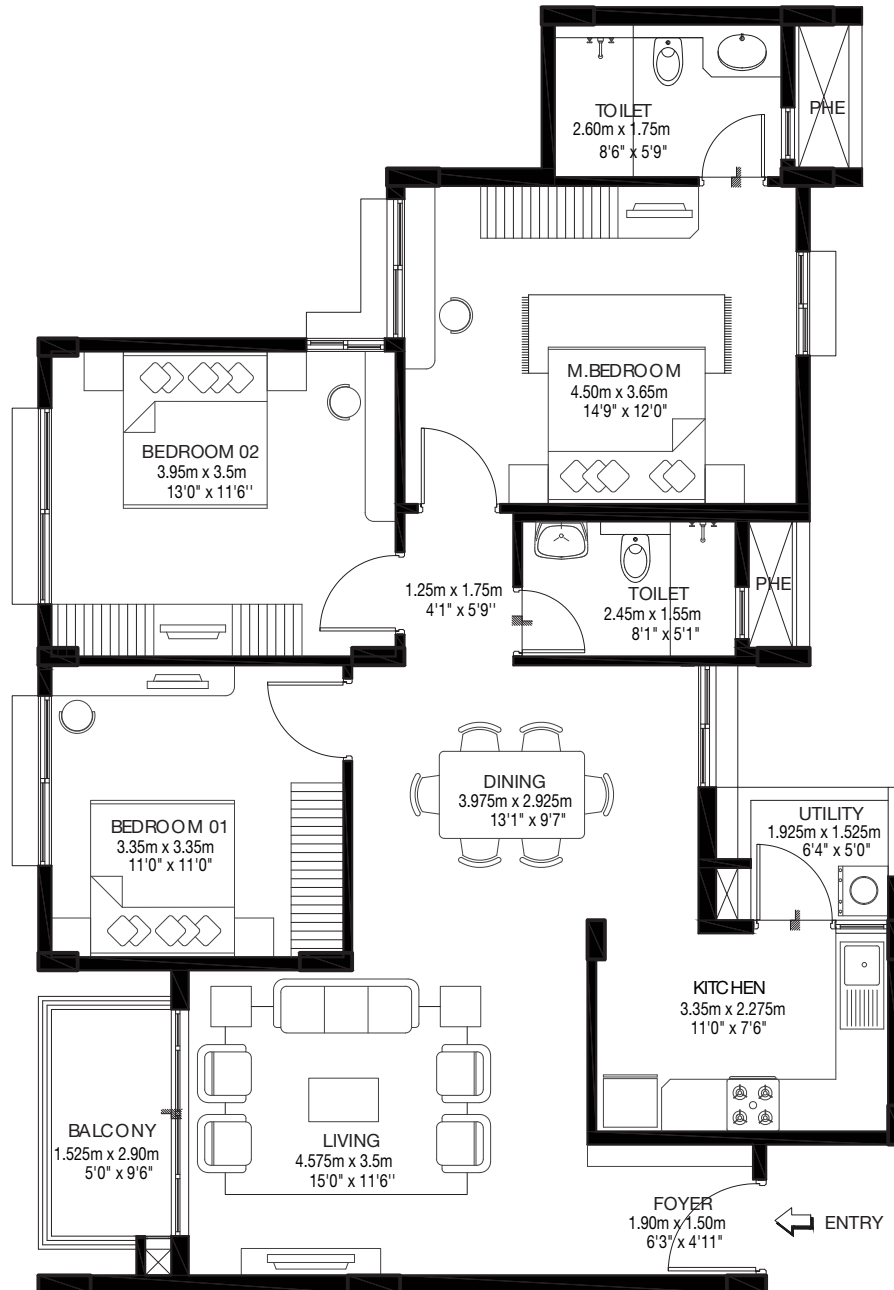 TOILET
2.60m x 1.75m
8'6" x 5'9"
PHE
M.BEDROOM
4.50m x 3.65m
14'9" x 12'0"
BEDROOM 02
3.95m x 3.5m
13'0" x 11'6''
1.25m x 1.75m
4'1" x 5'9''
TOILET
2.45m x 1.55m
8'1" x 5'1"
PHE
DINING
3.975m x 2.925m
13'1" x 9'7"
UTILITY
1.925m x 1.525m
6'4" x 5'0"
BEDROOM 01
3.35m x 3.35m
11'0" x 11'0"
KITCHEN
3.35m x 2.275m
11'0" x 7'6"
BALCONY
1.525m x 2.90m
5'0" x 9'6"
LIVING
4.575m x 3.5m
15'0" x 11'6''
FOYER
1.90m x 1.50m
6'3" x 4'11"
ENTRY